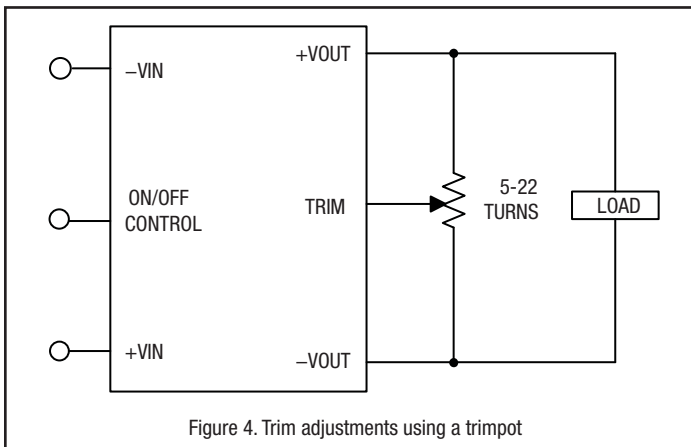 –VIN
+VOUT
ON/OFF
CONTROL
TRIM
5-22
TURNS
LOAD
+VIN
–VOUT
Figure 4. Trim adjustments using a trimpot